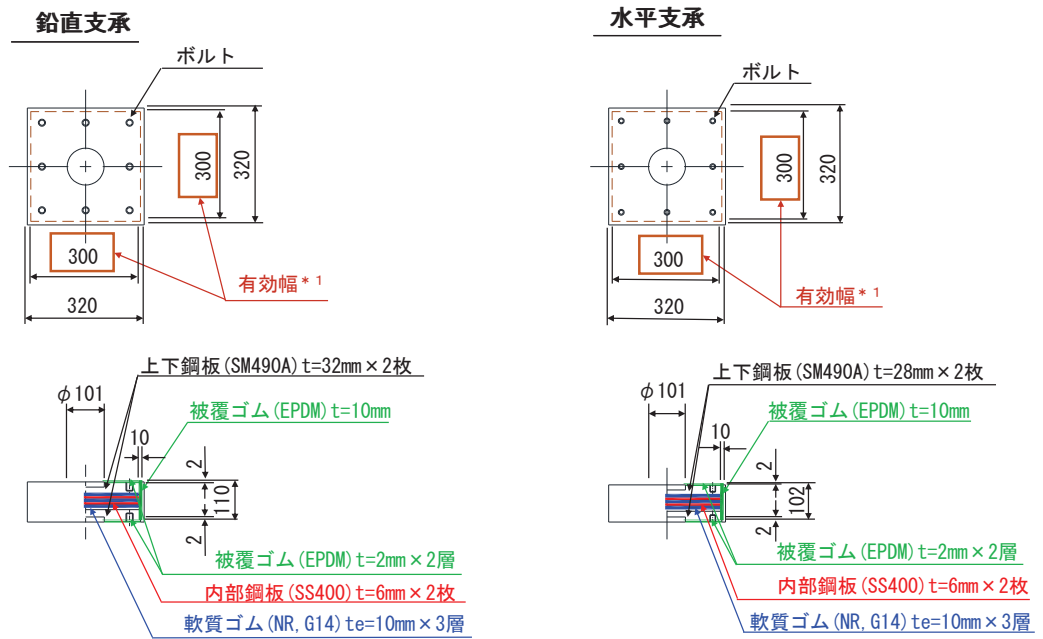 鉛直支承
ボルト
300
320
300
320
有効幅*1
上下鋼板(SM490A)t=32mm×2枚
φ101
被覆ゴム(EPDM)t=10mm
10
2
110
2
被覆ゴム(EPDM)t=2mm×2層
内部鋼板(SS400)t=6mm×2枚
軟質ゴム(NR,G14)te=10mm×3層
水平支承
ボルト
300
320
300
320
有効幅*1
上下鋼板(SM490A)t=28mm×2枚
φ101
被覆ゴム(EPDM)t=10mm
10
2
102
2
被覆ゴム(EPDM)t=2mm×2層
内部鋼板(SS400)t=6mm×2枚
軟質ゴム(NR,G14)te=10mm×3層